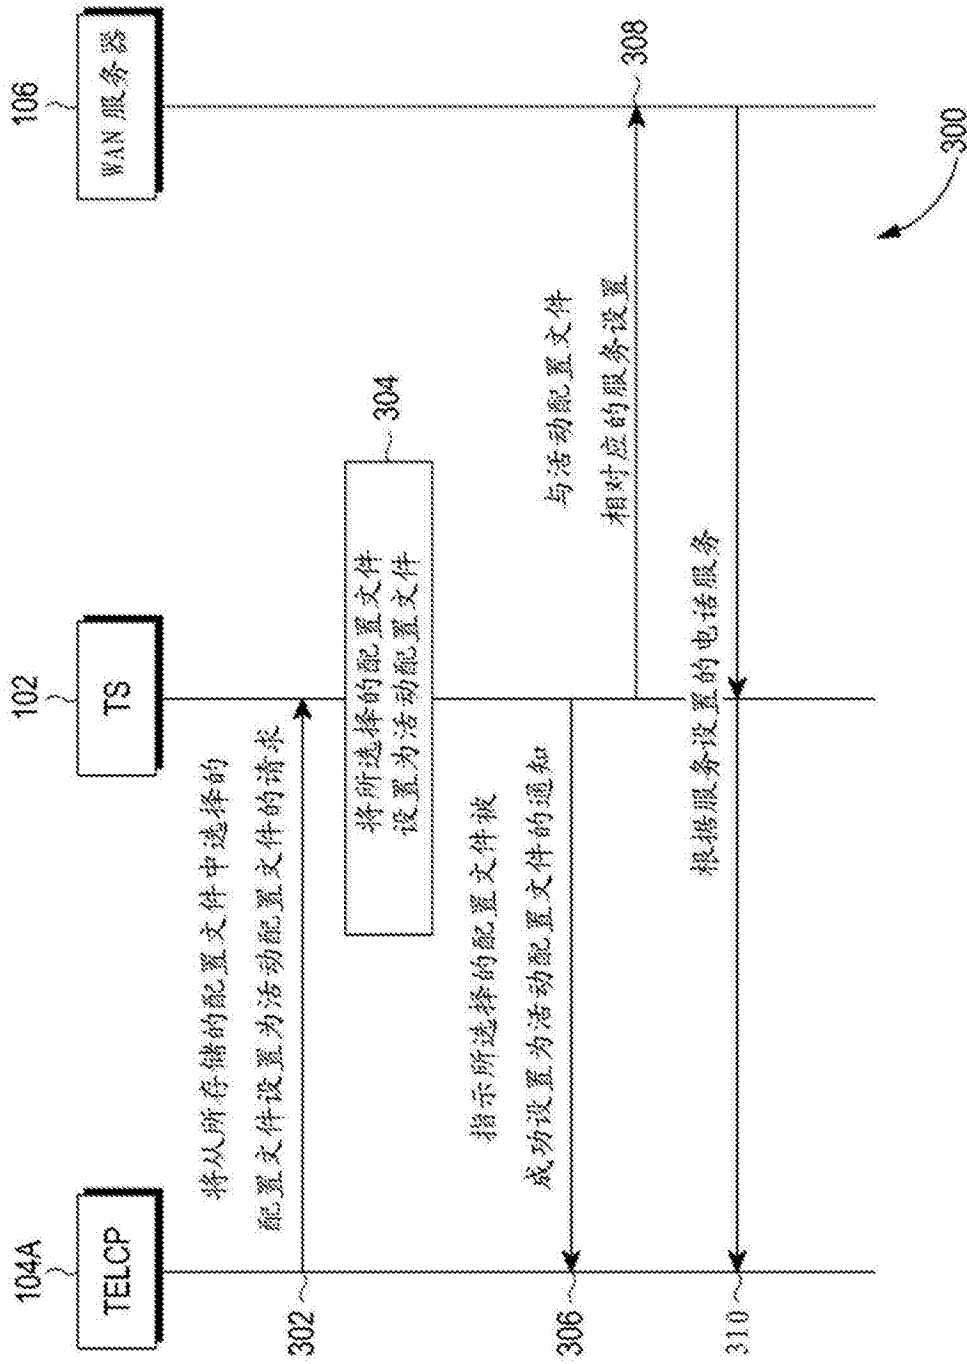 104A
102
106
TELCP
TS
WAN 服务器
将从所存储的配置文件中选择的
配置文件设置为活动配置文件的请求
302
304
将所选择的配置文件
设置为活动配置文件
指示所选择的配置文件被
成功设置为活动配置文件的通知
306
与活动配置文件
相对应的服务设置
308
根据服务设置的电话服务
310
300